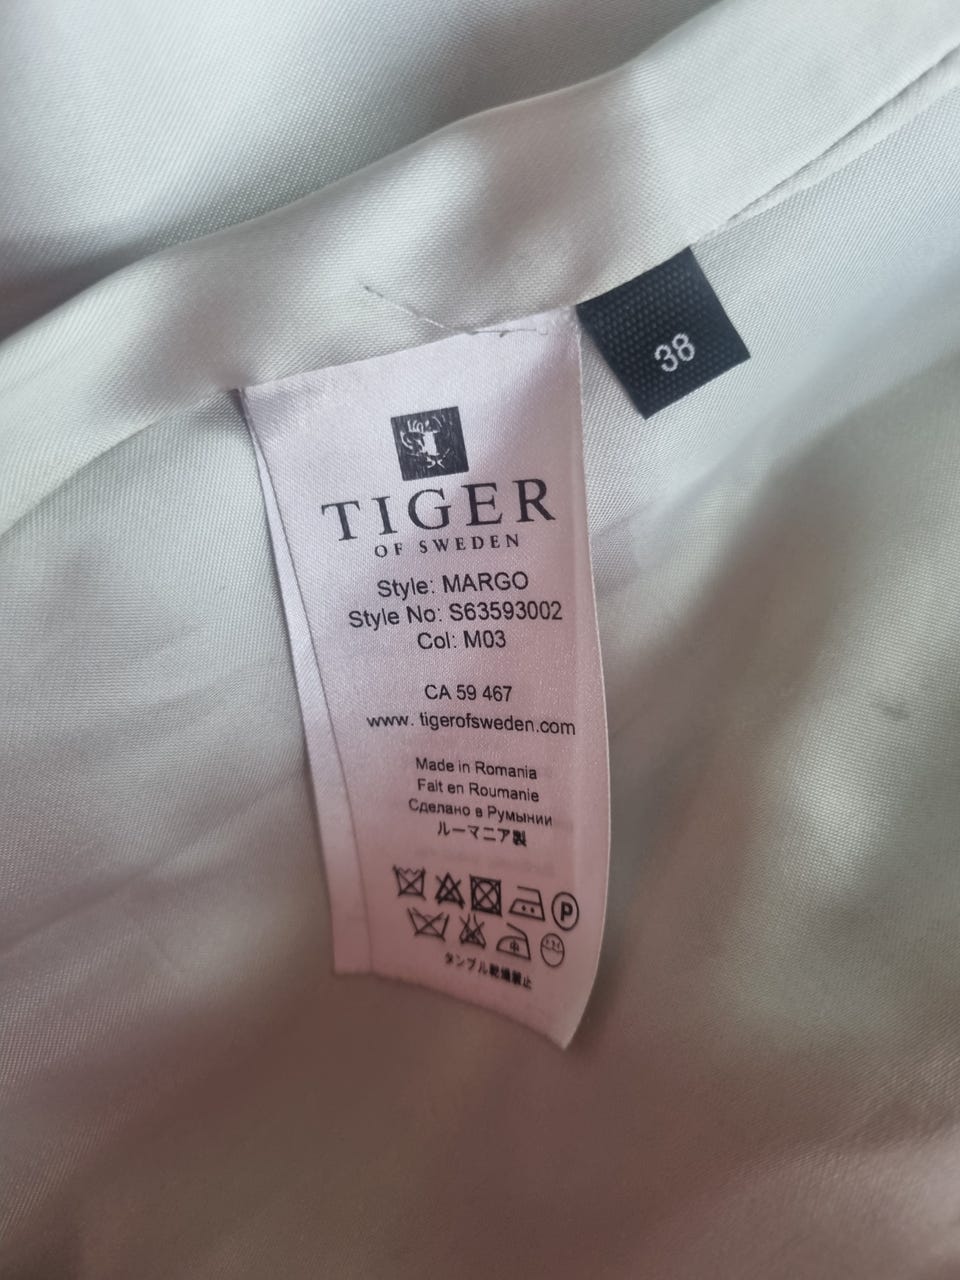 38
TIGER
OF SWEDEN
Style: MARGO
Style No: S63593002
Col: M03
CA 59 467
www. tigerofsweden.com
Made in Romania
Fait en Roumanie
Сделано в Румынии
ルーマニア製
P
タンブル乾燥禁止